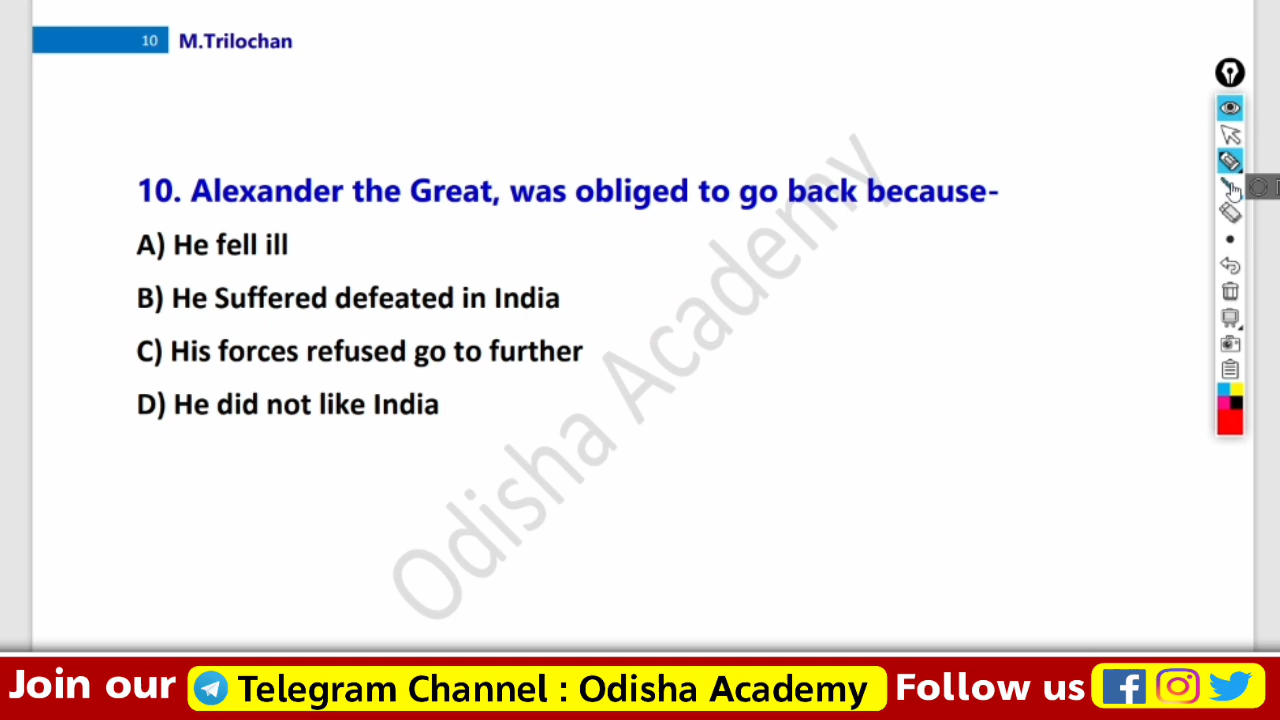 10 M.Trilochan
10. Alexander the Great, was obliged to go back because-
A) He fell ill
B) He Suffered defeated in India
C) His forces refused go to further
D) He did not like India
Odisha Academy
Join our Telegram Channel : Odisha Academy Follow us